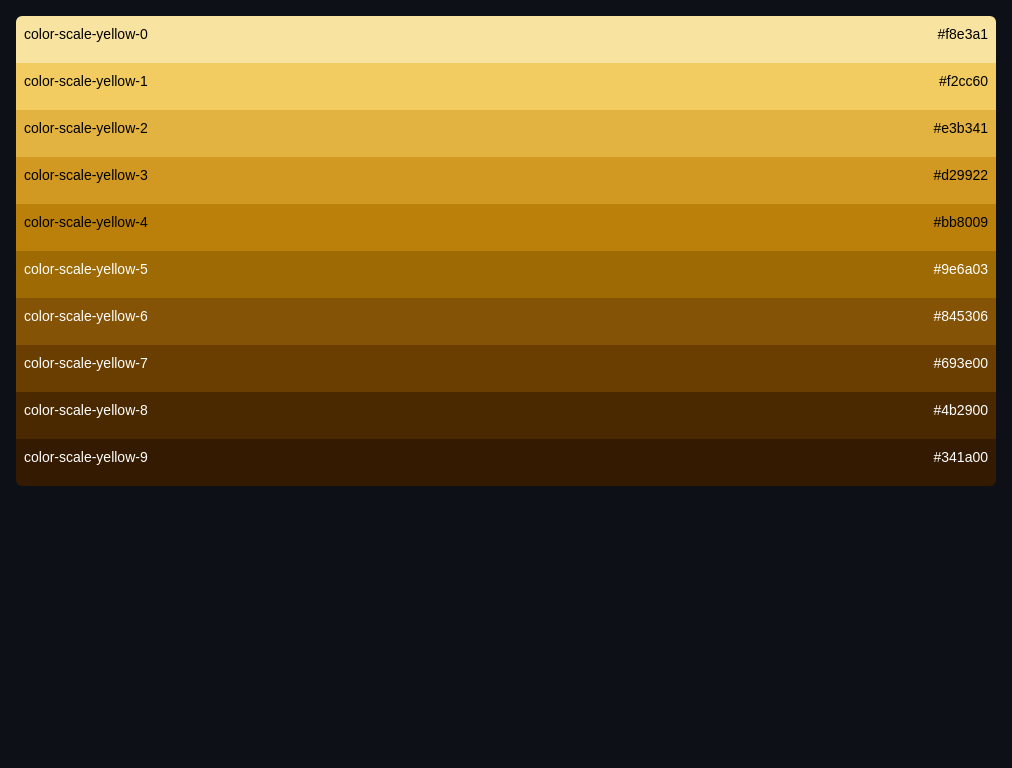 color-scale-yellow-0 #f8e3a1
color-scale-yellow-1 #f2cc60
color-scale-yellow-2 #e3b341
color-scale-yellow-3 #d29922
color-scale-yellow-4 #bb8009
color-scale-yellow-5 #9e6a03
color-scale-yellow-6 #845306
color-scale-yellow-7 #693e00
color-scale-yellow-8 #4b2900
color-scale-yellow-9 #341a00